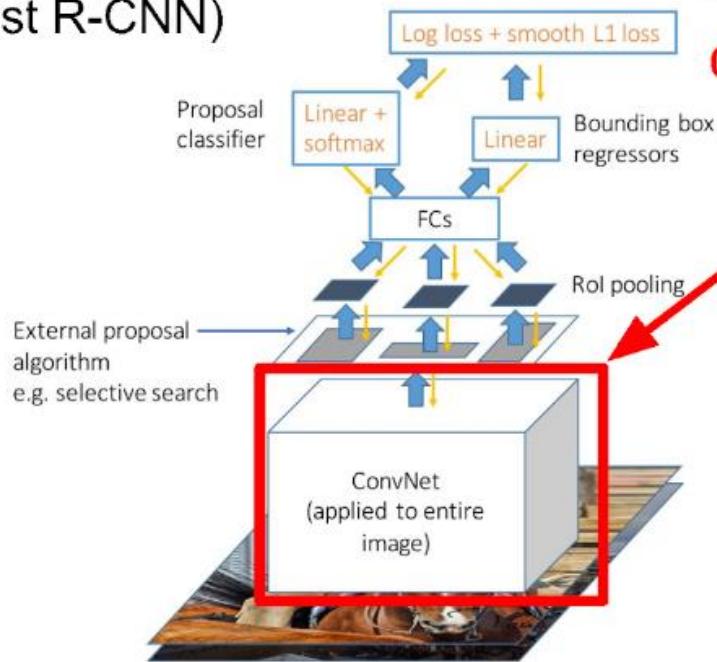 st R-CNN)
Log loss + smooth L1 loss
Proposal
classifier
Linear +
softmax
Linear
Bounding box
regressors
FCs
RoI pooling
External proposal
algorithm
e.g. selective search
ConvNet
(applied to entire
image)